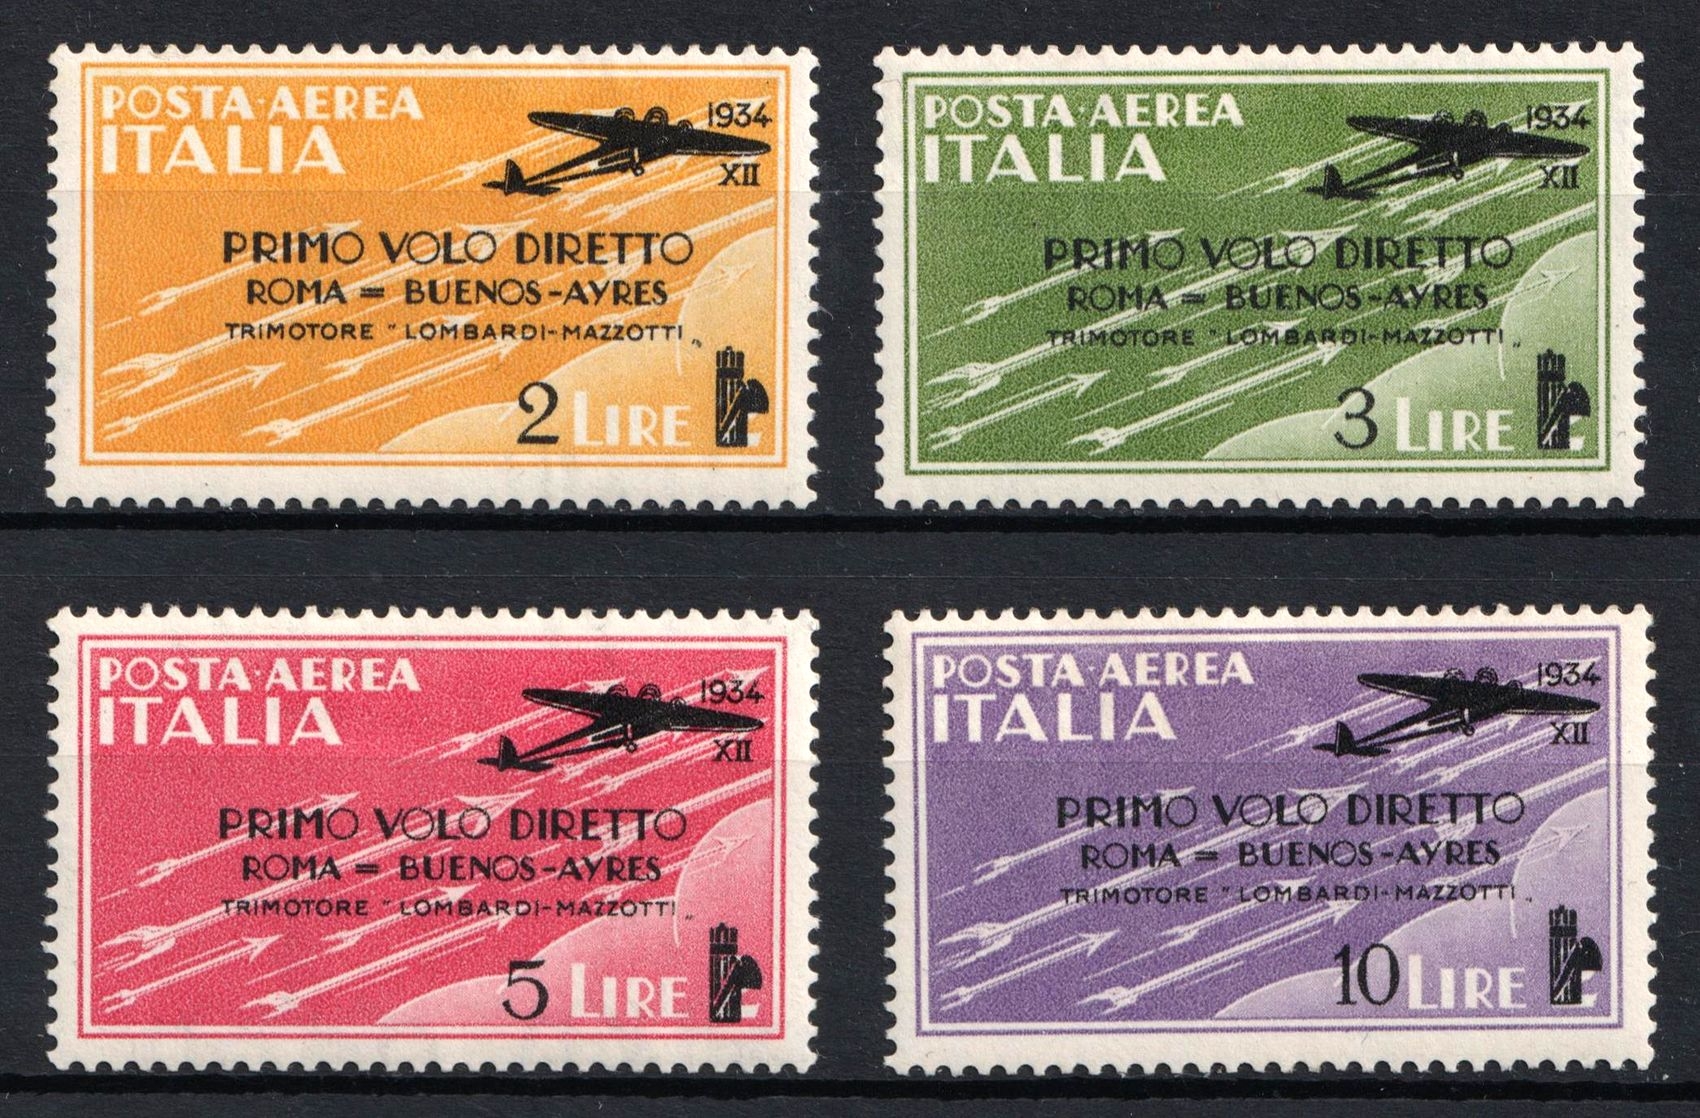 POSTA·AEREA
ITALIA
1934
XII
PRIMO VOLO DIRETTO
ROMA = BUENOS-AYRES
TRIMOTORE "LOMBARDI-MAZZOTTI„
2 LIRE
POSTA·AEREA
ITALIA
1934
XII
PRIMO VOLO DIRETTO
ROMA = BUENOS-AYRES
TRIMOTORE "LOMBARDI-MAZZOTTI„
3 LIRE
POSTA·AEREA
ITALIA
1934
XII
PRIMO VOLO DIRETTO
ROMA = BUENOS-AYRES
TRIMOTORE "LOMBARDI-MAZZOTTI„
5 LIRE
POSTA·AEREA
ITALIA
1934
XII
PRIMO VOLO DIRETTO
ROMA = BUENOS-AYRES
TRIMOTORE "LOMBARDI-MAZZOTTI„
10 LIRE